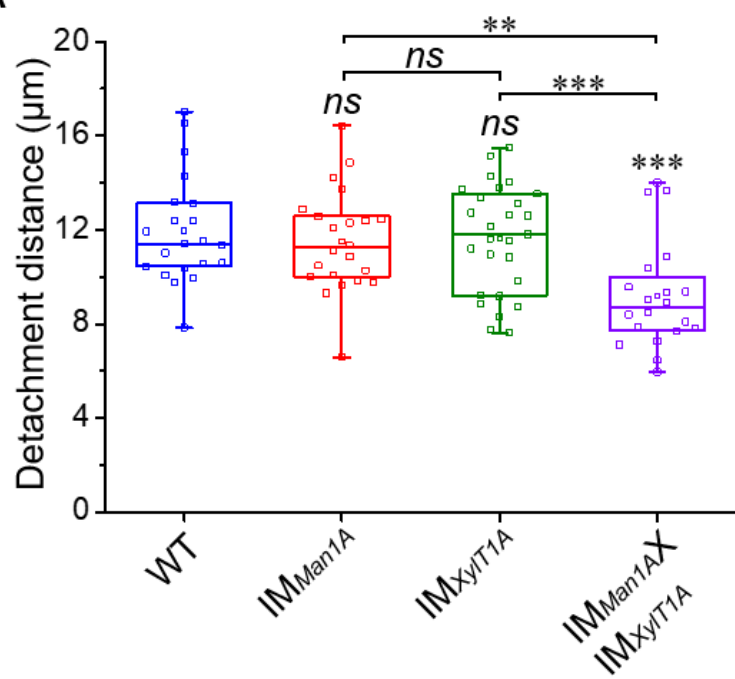 **
20
ns
***
ns
16
ns
***
12
8
4
0
Detachment distance (μm)
WT
IMMan1A
IMXylT1A
IMMan1AX
IMXylT1A